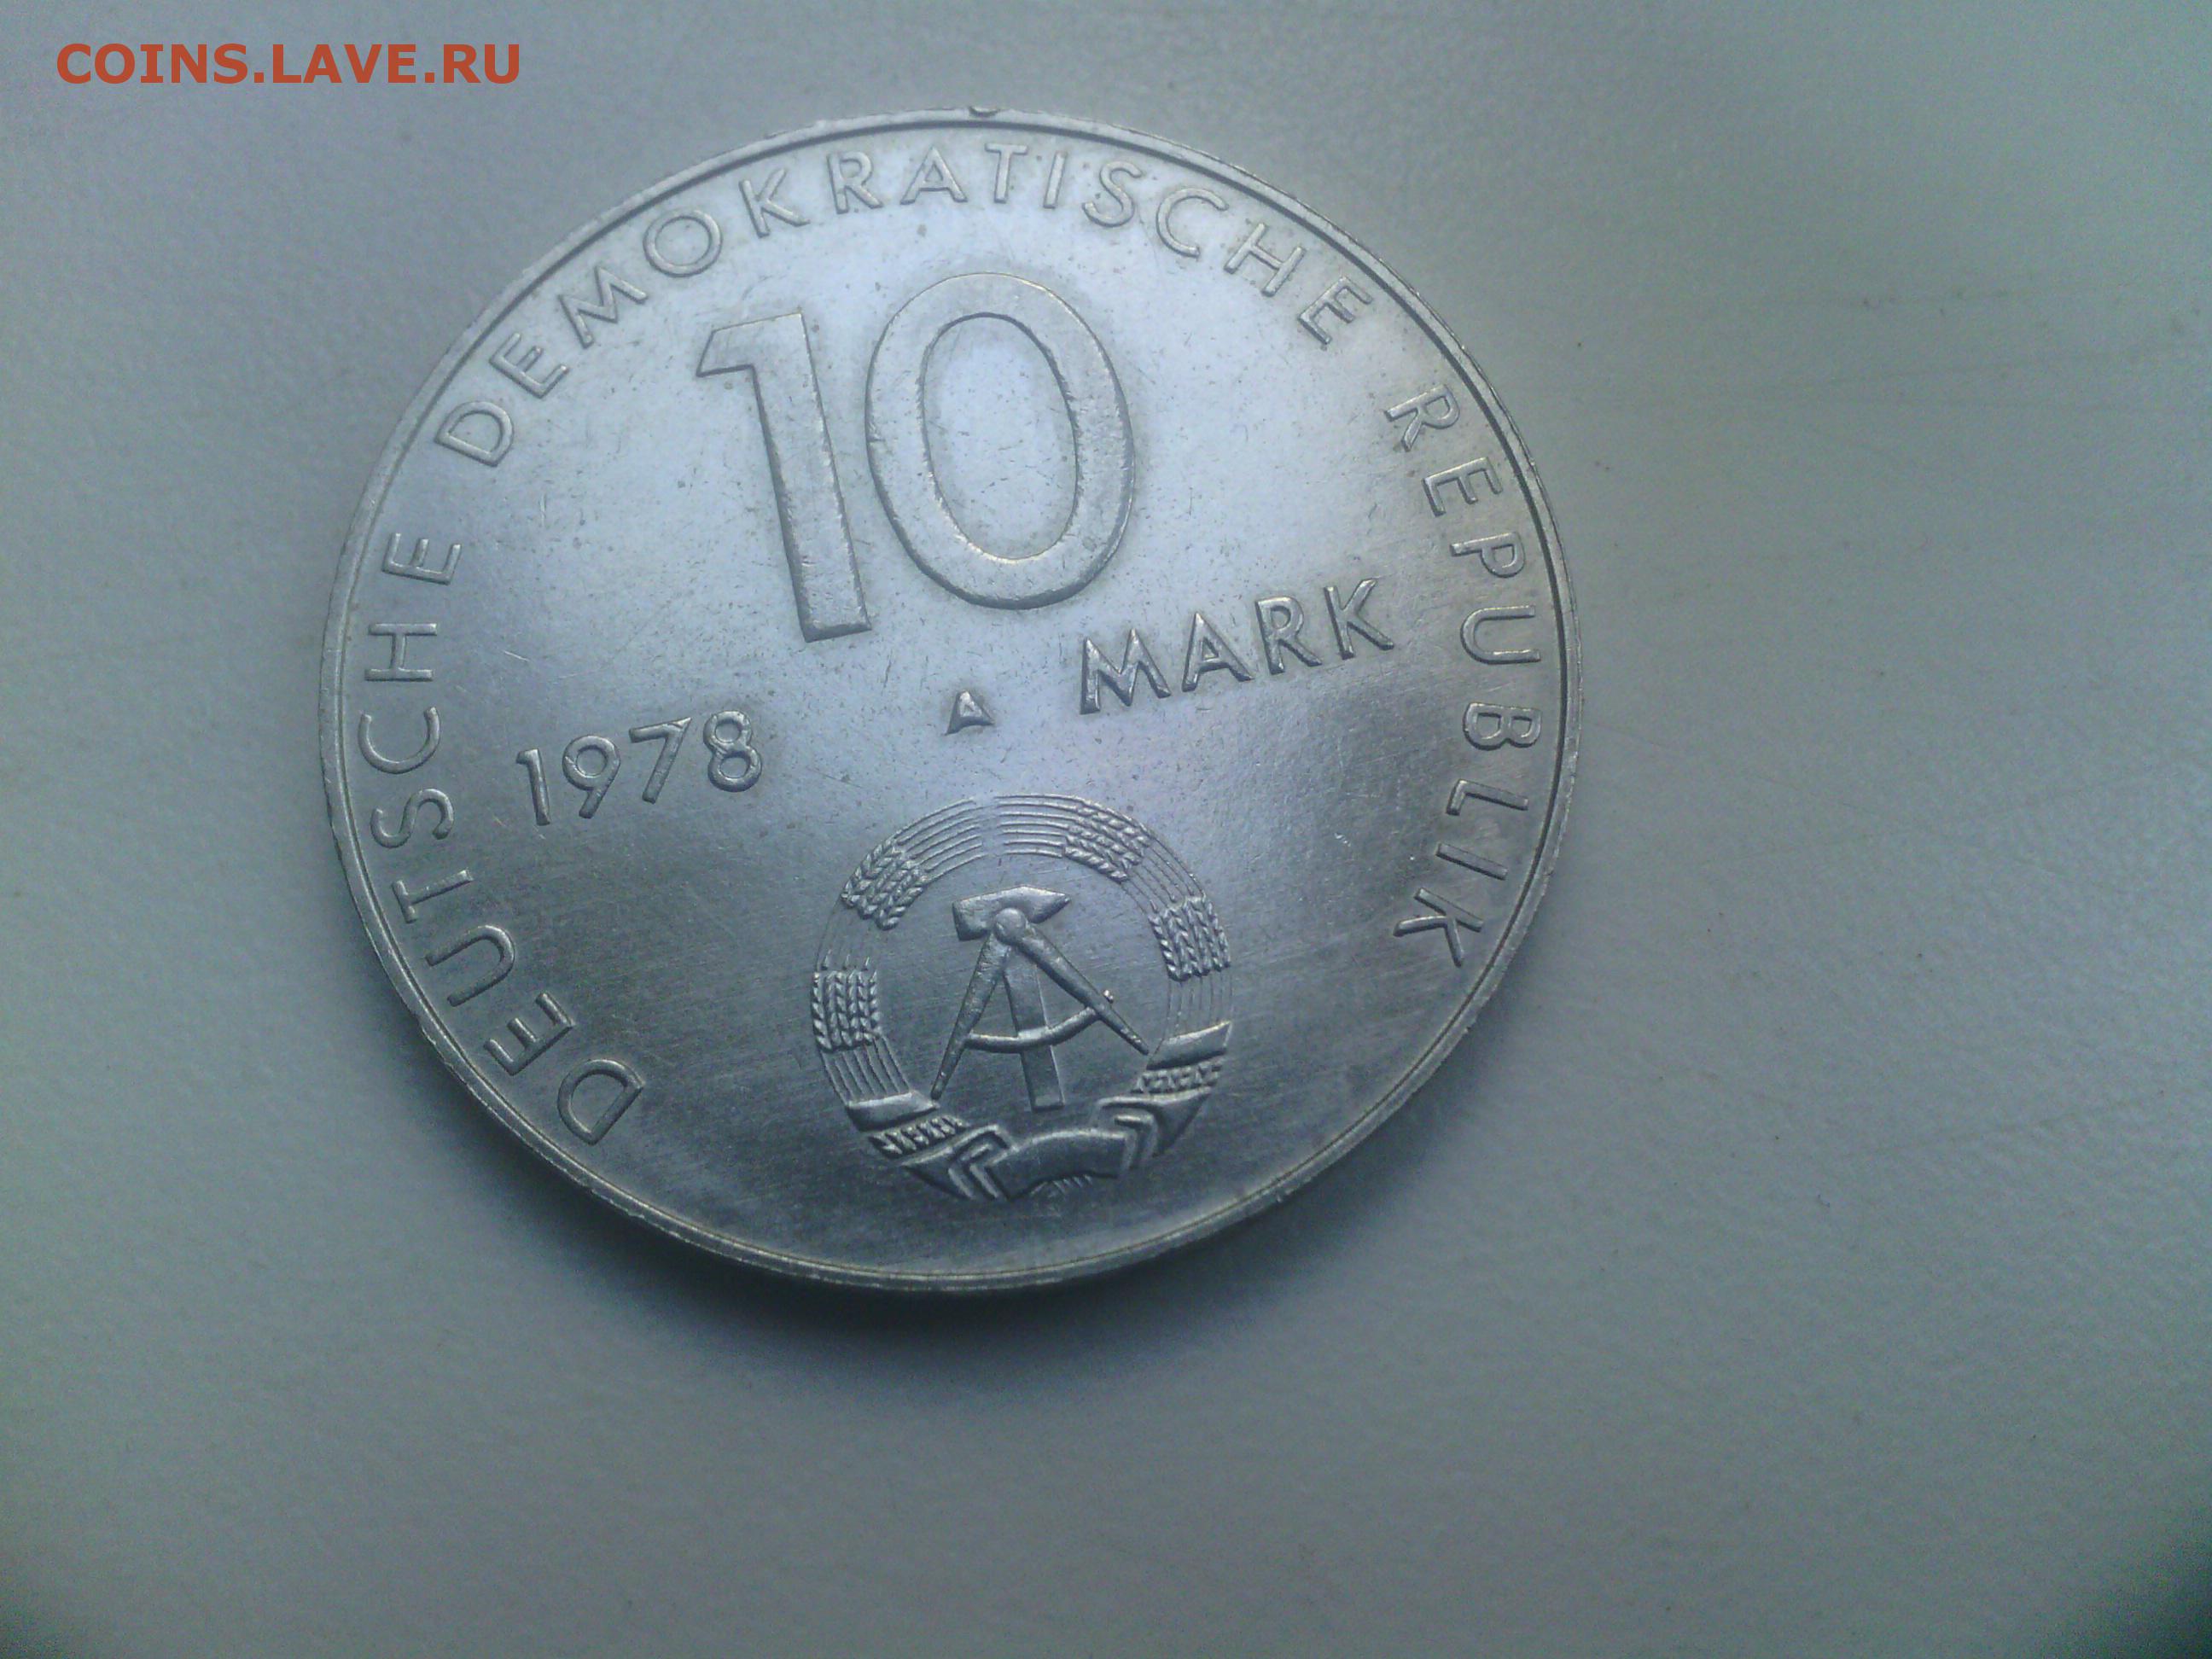 COINS.LAVE.RU
DEUTSCHE DEMOKRATISCHE REPUBLIK
10
MARK
A
1978